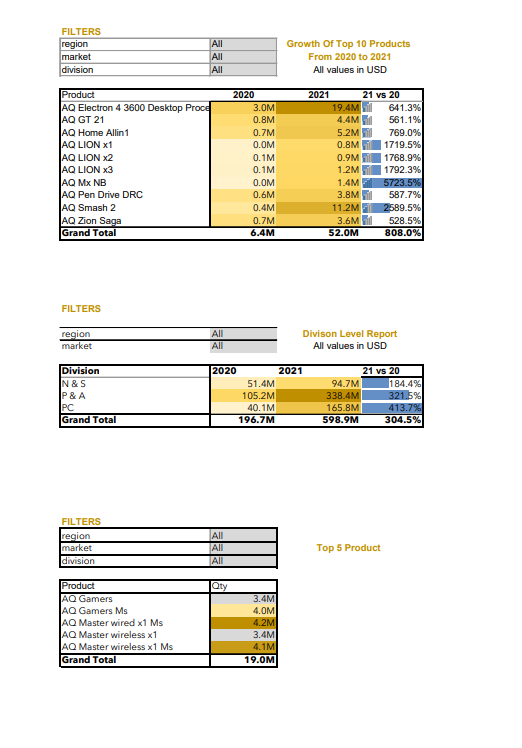 FILTERS
region All Growth Of Top 10 Products
market All From 2020 to 2021
division All All values in USD
Product 2020 2021 21 vs 20
AQ Electron 4 3600 Desktop Proce 3.0M 19.4M 641.3%
AQ GT 21 0.8M 4.4M 561.1%
AQ Home Allin1 0.7M 5.2M 769.0%
AQ LION x1 0.0M 0.8M 1719.5%
AQ LION x2 0.1M 0.9M 1768.9%
AQ LION x3 0.1M 1.2M 1792.3%
AQ Mx NB 0.0M 1.4M 5723.5%
AQ Pen Drive DRC 0.6M 3.8M 587.7%
AQ Smash 2 0.4M 11.2M 2589.5%
AQ Zion Saga 0.7M 3.6M 528.5%
Grand Total 6.4M 52.0M 808.0%
FILTERS
region All Divison Level Report
market All All values in USD
Division 2020 2021 21 vs 20
N & S 51.4M 94.7M 184.4%
P & A 105.2M 338.4M 321.5%
PC 40.1M 165.8M 413.7%
Grand Total 196.7M 598.9M 304.5%
FILTERS
region All
market All Top 5 Product
division All
Product Qty
AQ Gamers 3.4M
AQ Gamers Ms 4.0M
AQ Master wired x1 Ms 4.2M
AQ Master wireless x1 3.4M
AQ Master wireless x1 Ms 4.1M
Grand Total 19.0M